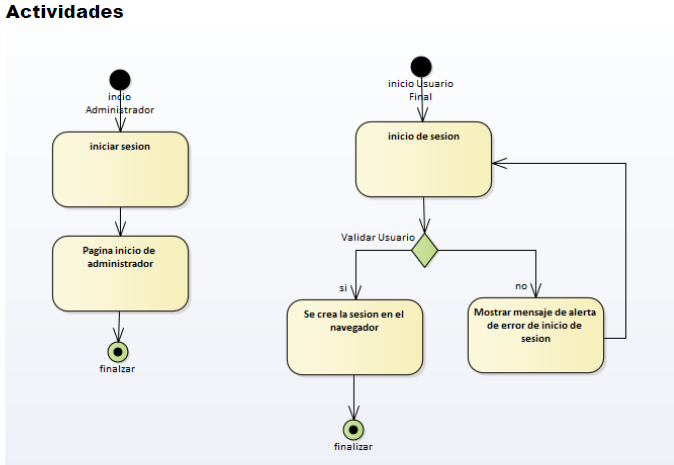 Actividades
incio
Administrador
iniciar sesion
Pagina inicio de
administrador
finalzar
inicio Usuario
Final
inicio de sesion
Validar Usuario
si
no
Se crea la sesion en el
navegador
Mostrar mensaje de alerta
de error de inicio de
sesion
finalizar